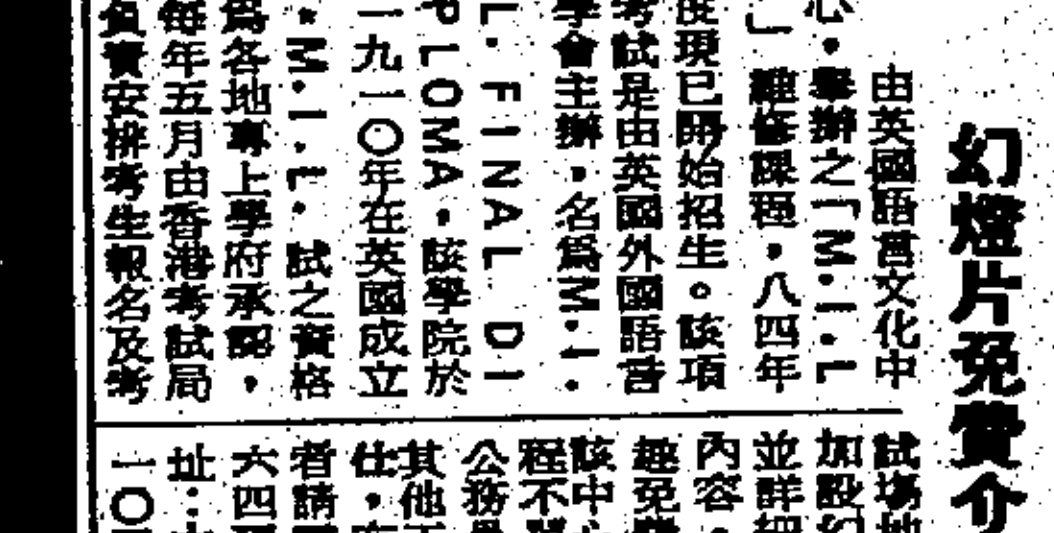 幻燈片免費介
由英國語言文化中
心・舉辦之「M.I.L
」進修課程，八四年
度現已開始招生。該項
考試是由英國外國語言
學會主辦・名爲M.I.
L. FINAL DI
PLOMA・該學院於
一九一〇年在英國成立
・M.I.L. 試之資格
爲各地專上學府承認，
每年五月由香港考試局
負責安排考生報名及考
試場地
加設幻
並詳細
內容・
趣免費
該中心
程不
公務
其他
仕，
者請
六四
址：
一〇